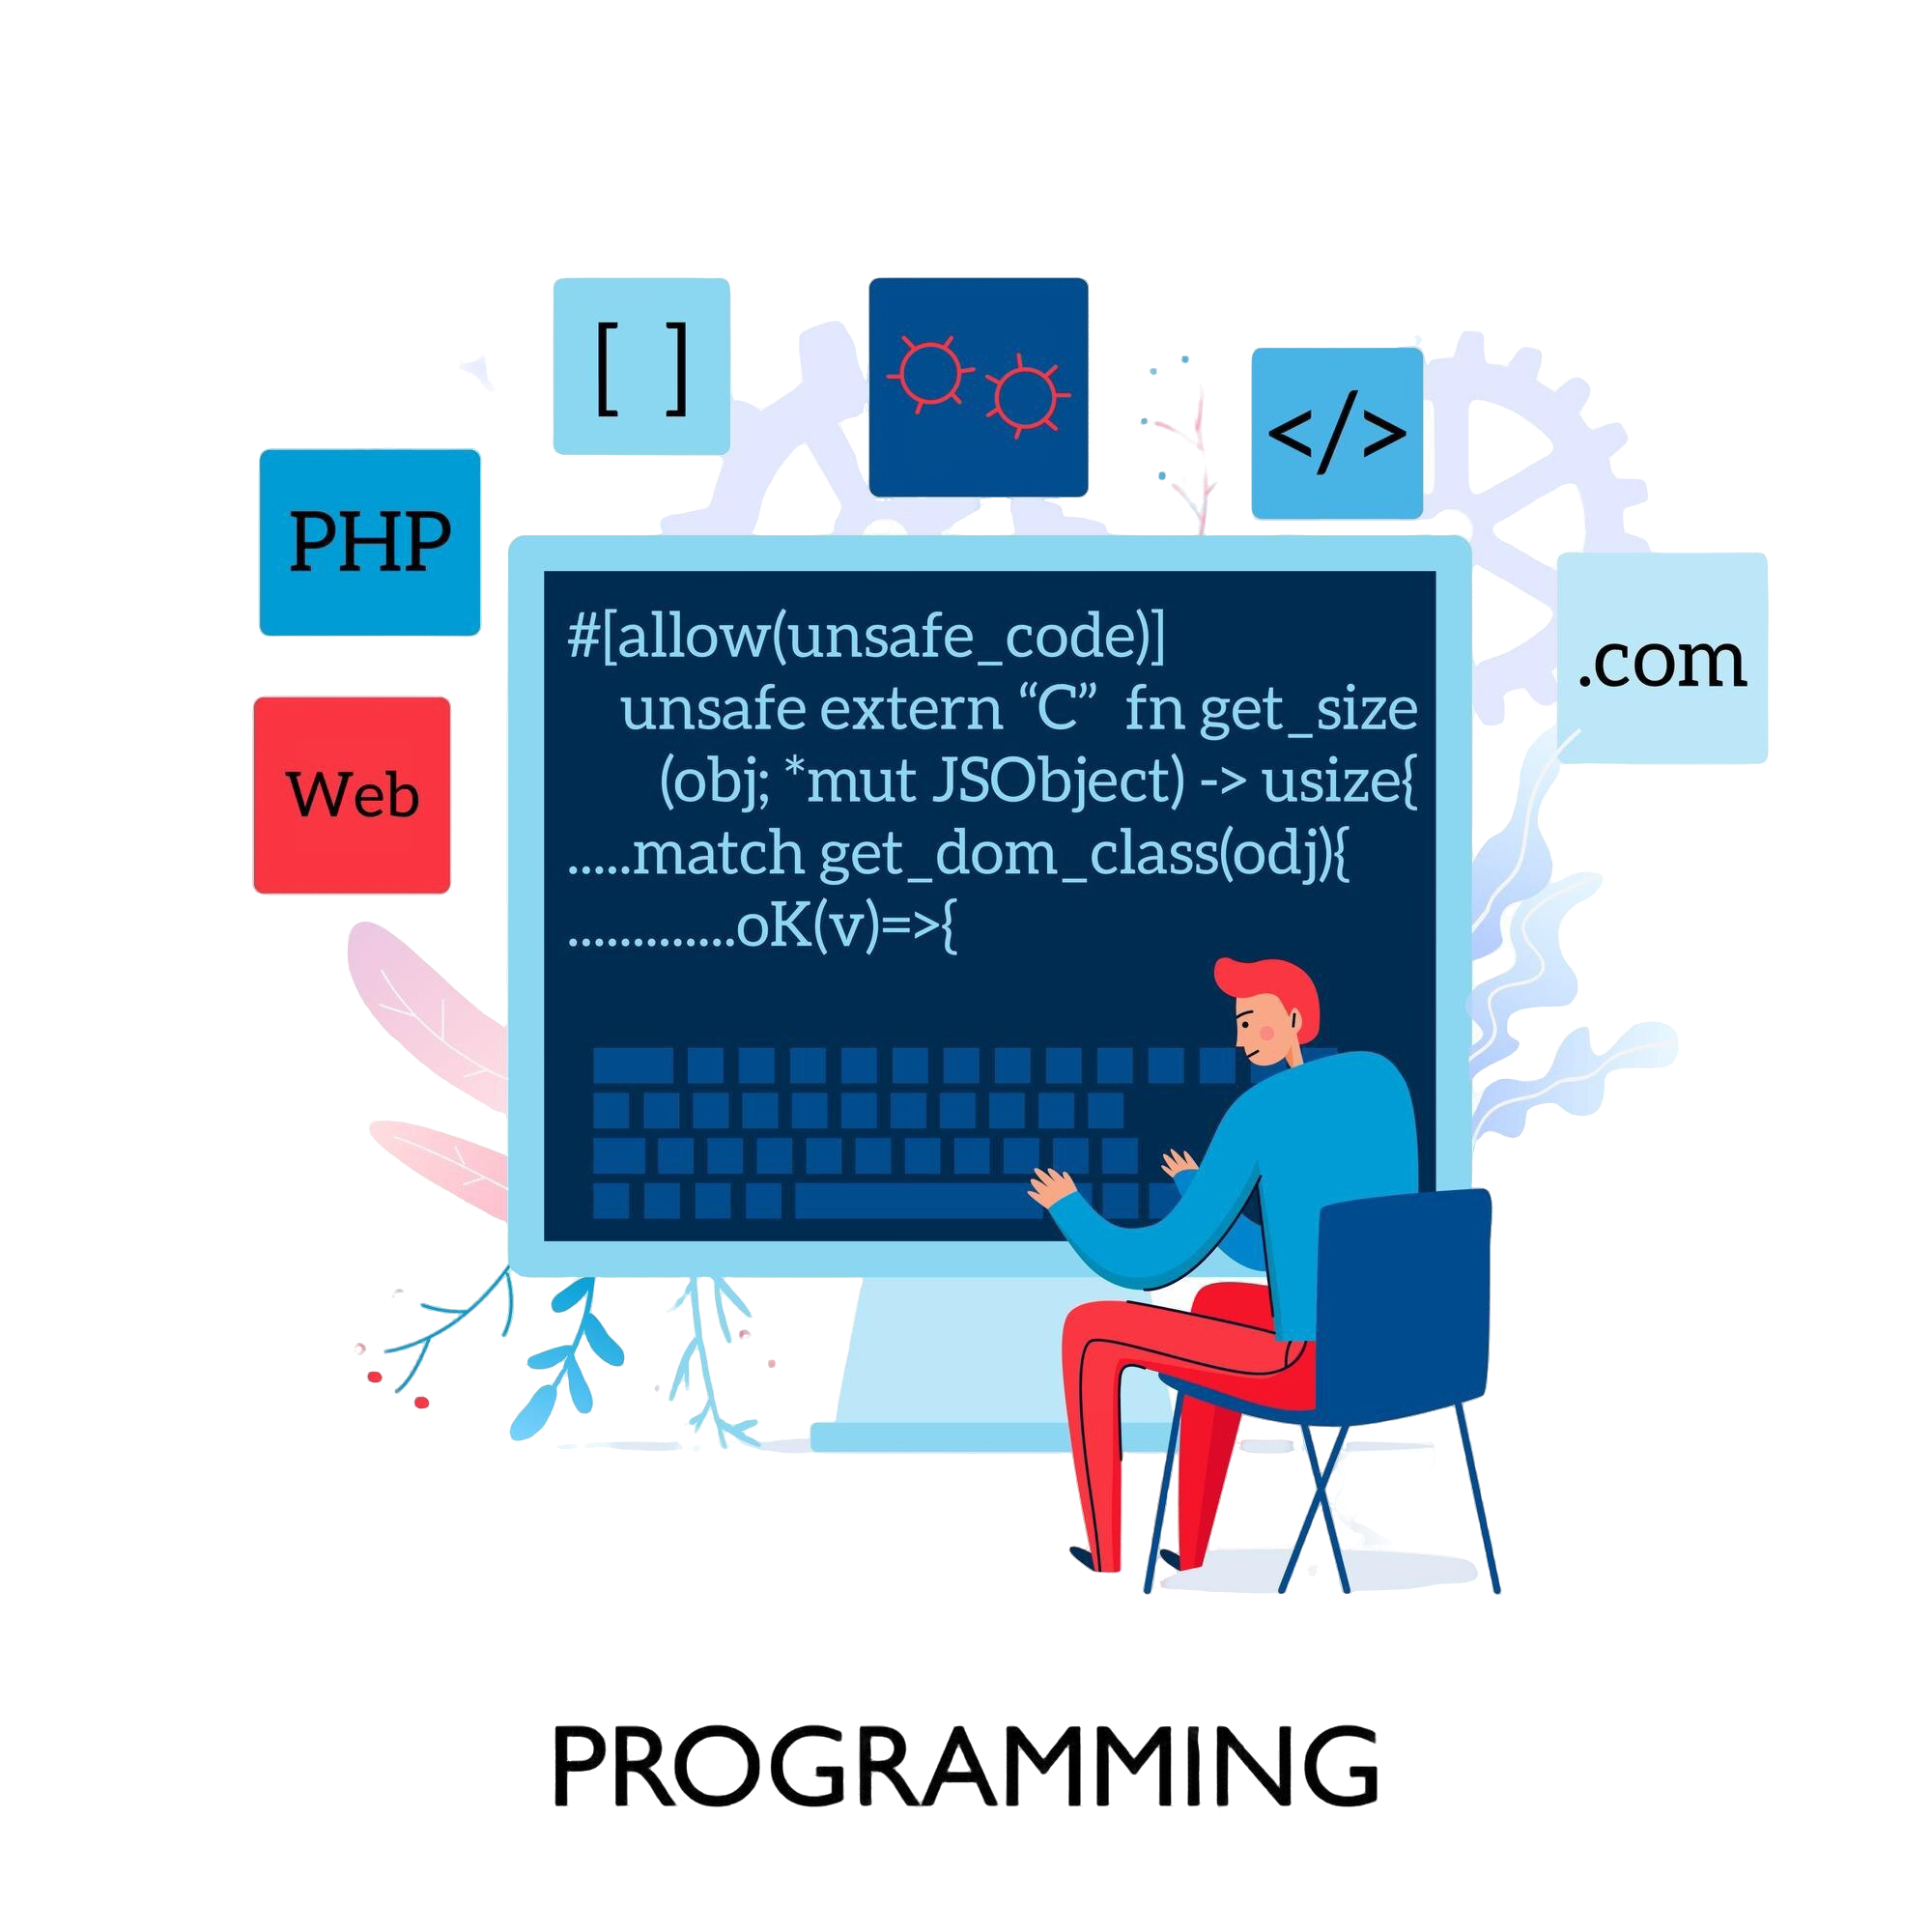 [ ]
</>
PHP
.com
Web
#[allow(unsafe_code)]
unsafe extern “C” fn get_size
(obj; *mut JSObject) -> usize{
.....match get_dom_class(odj){
.............oK(v)=>{
PROGRAMMING